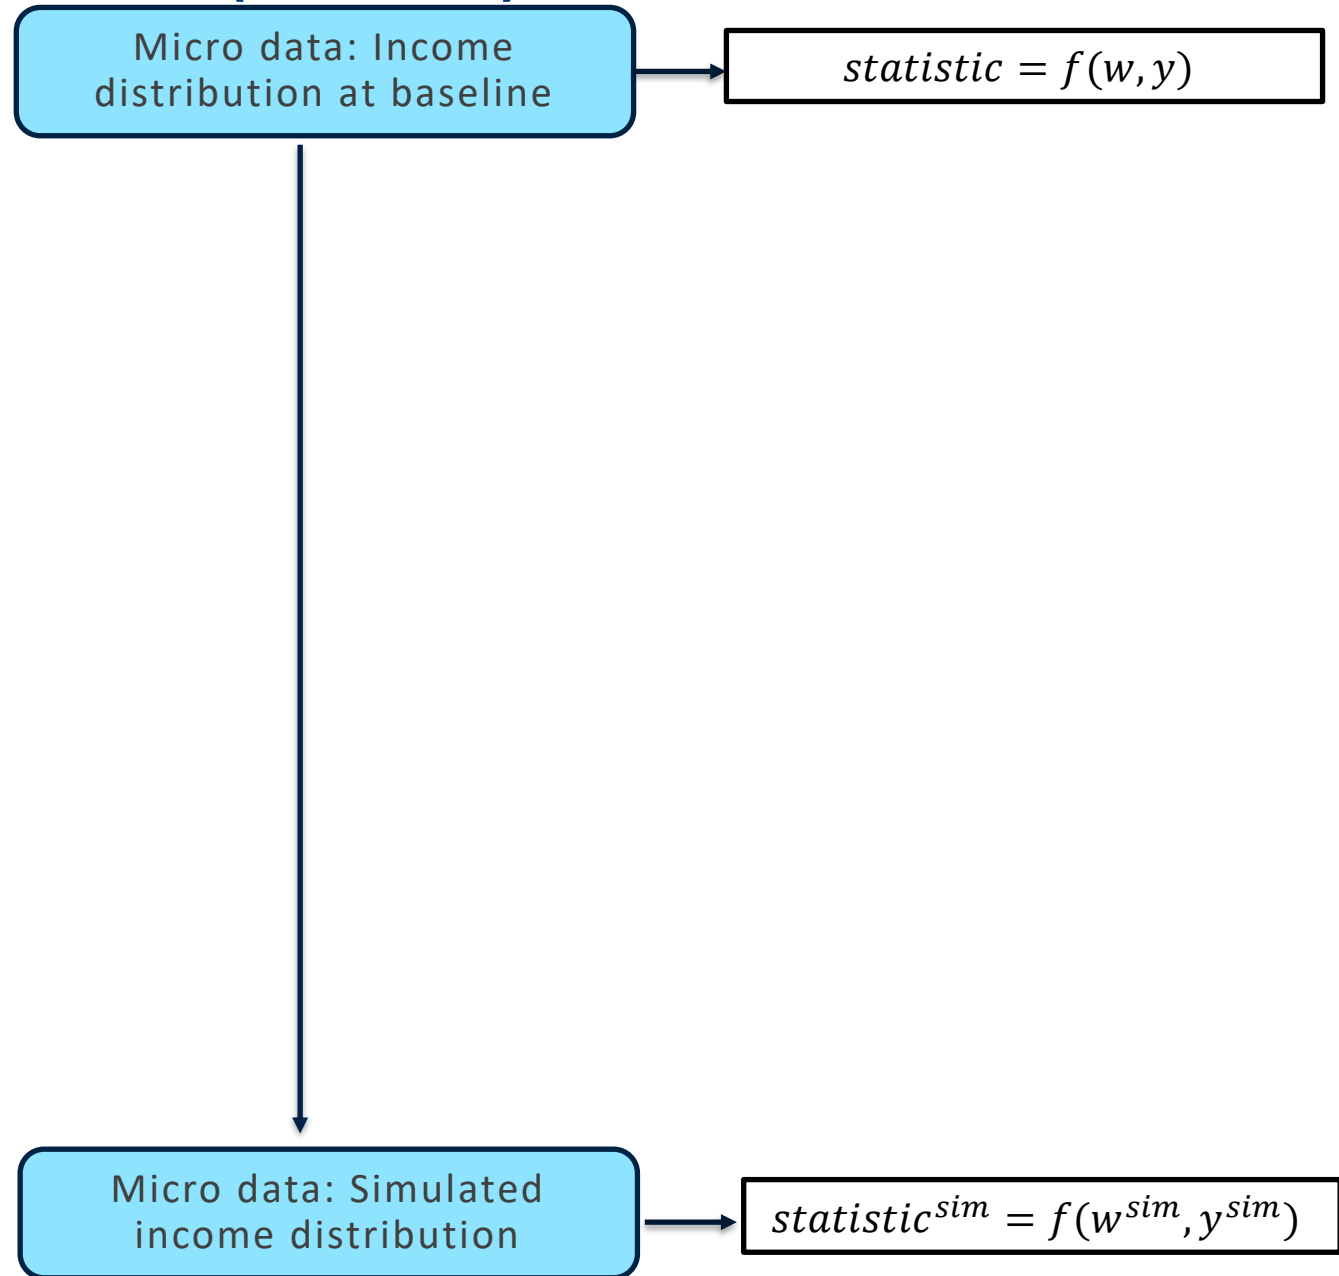 Micro data: Income
distribution at baseline
statistic = f(w, y)
Micro data: Simulated
income distribution
statistic^{sim} = f(w^{sim}, y^{sim})